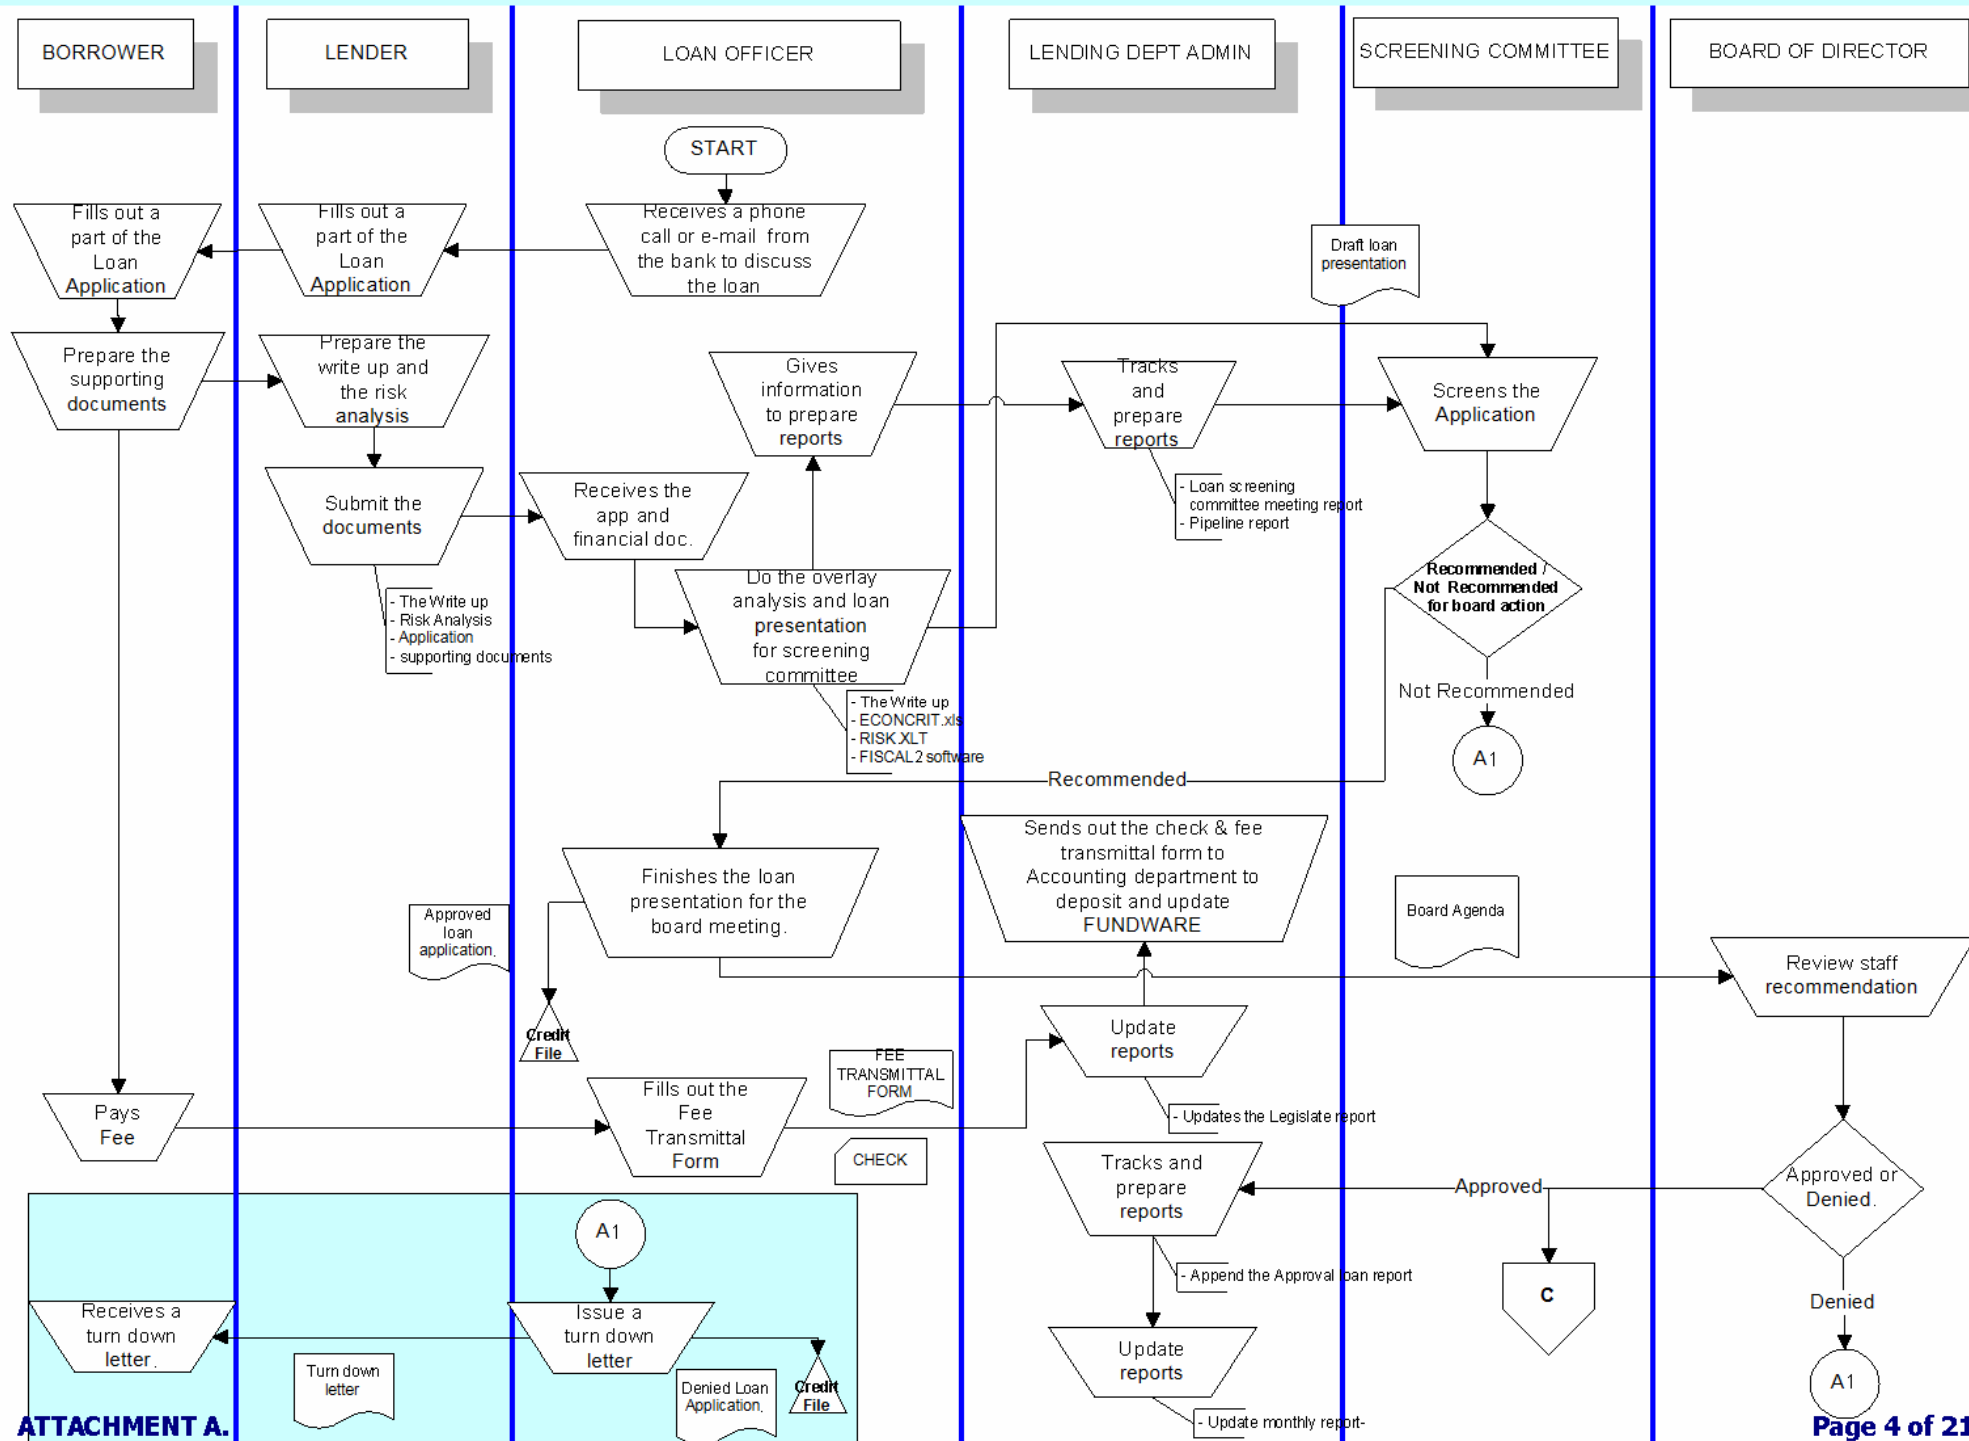 BORROWER
LENDER
LOAN OFFICER
LENDING DEPT ADMIN
SCREENING COMMITTEE
BOARD OF DIRECTOR
START
Fills out a
part of the
Loan
Application
Fills out a
part of the
Loan
Application
Receives a phone
call or e-mail from
the bank to discuss
the loan
Draft loan
presentation
Prepare the
supporting
documents
Prepare the
write up and
the risk
analysis
Gives
information
to prepare
reports
Tracks
and
prepare
reports
Screens the
Application
- Loan screening
committee meeting report
- Pipeline report
Submit the
documents
Receives the
app and
financial doc.
- The Write up
- Risk Analysis
- Application
- supporting documents
Do the overlay
analysis and loan
presentation
for screening
committee
- The Write up
- ECONCRIT.xls
- RISK.XLT
- FISCAL2 software
Recommended /
Not Recommended
for board action
Not Recommended
A1
Recommended
Sends out the check & fee
transmittal form to
Accounting department to
deposit and update
FUNDWARE
Finishes the loan
presentation for the
board meeting.
Approved
loan
application.
Board Agenda
Review staff
recommendation
Credit
File
Update
reports
- Updates the Legislate report
FEE
TRANSMITTAL
FORM
Pays
Fee
Fills out the
Fee
Transmittal
Form
CHECK
Tracks and
prepare
reports
Approved
Approved or
Denied.
- Append the Approval loan report
C
Denied
A1
A1
Receives a
turn down
letter.
Issue a
turn down
letter
Turn down
letter
Denied Loan
Application.
Credit
File
Update
reports
- Update monthly report-
ATTACHMENT A.
Page 4 of 21